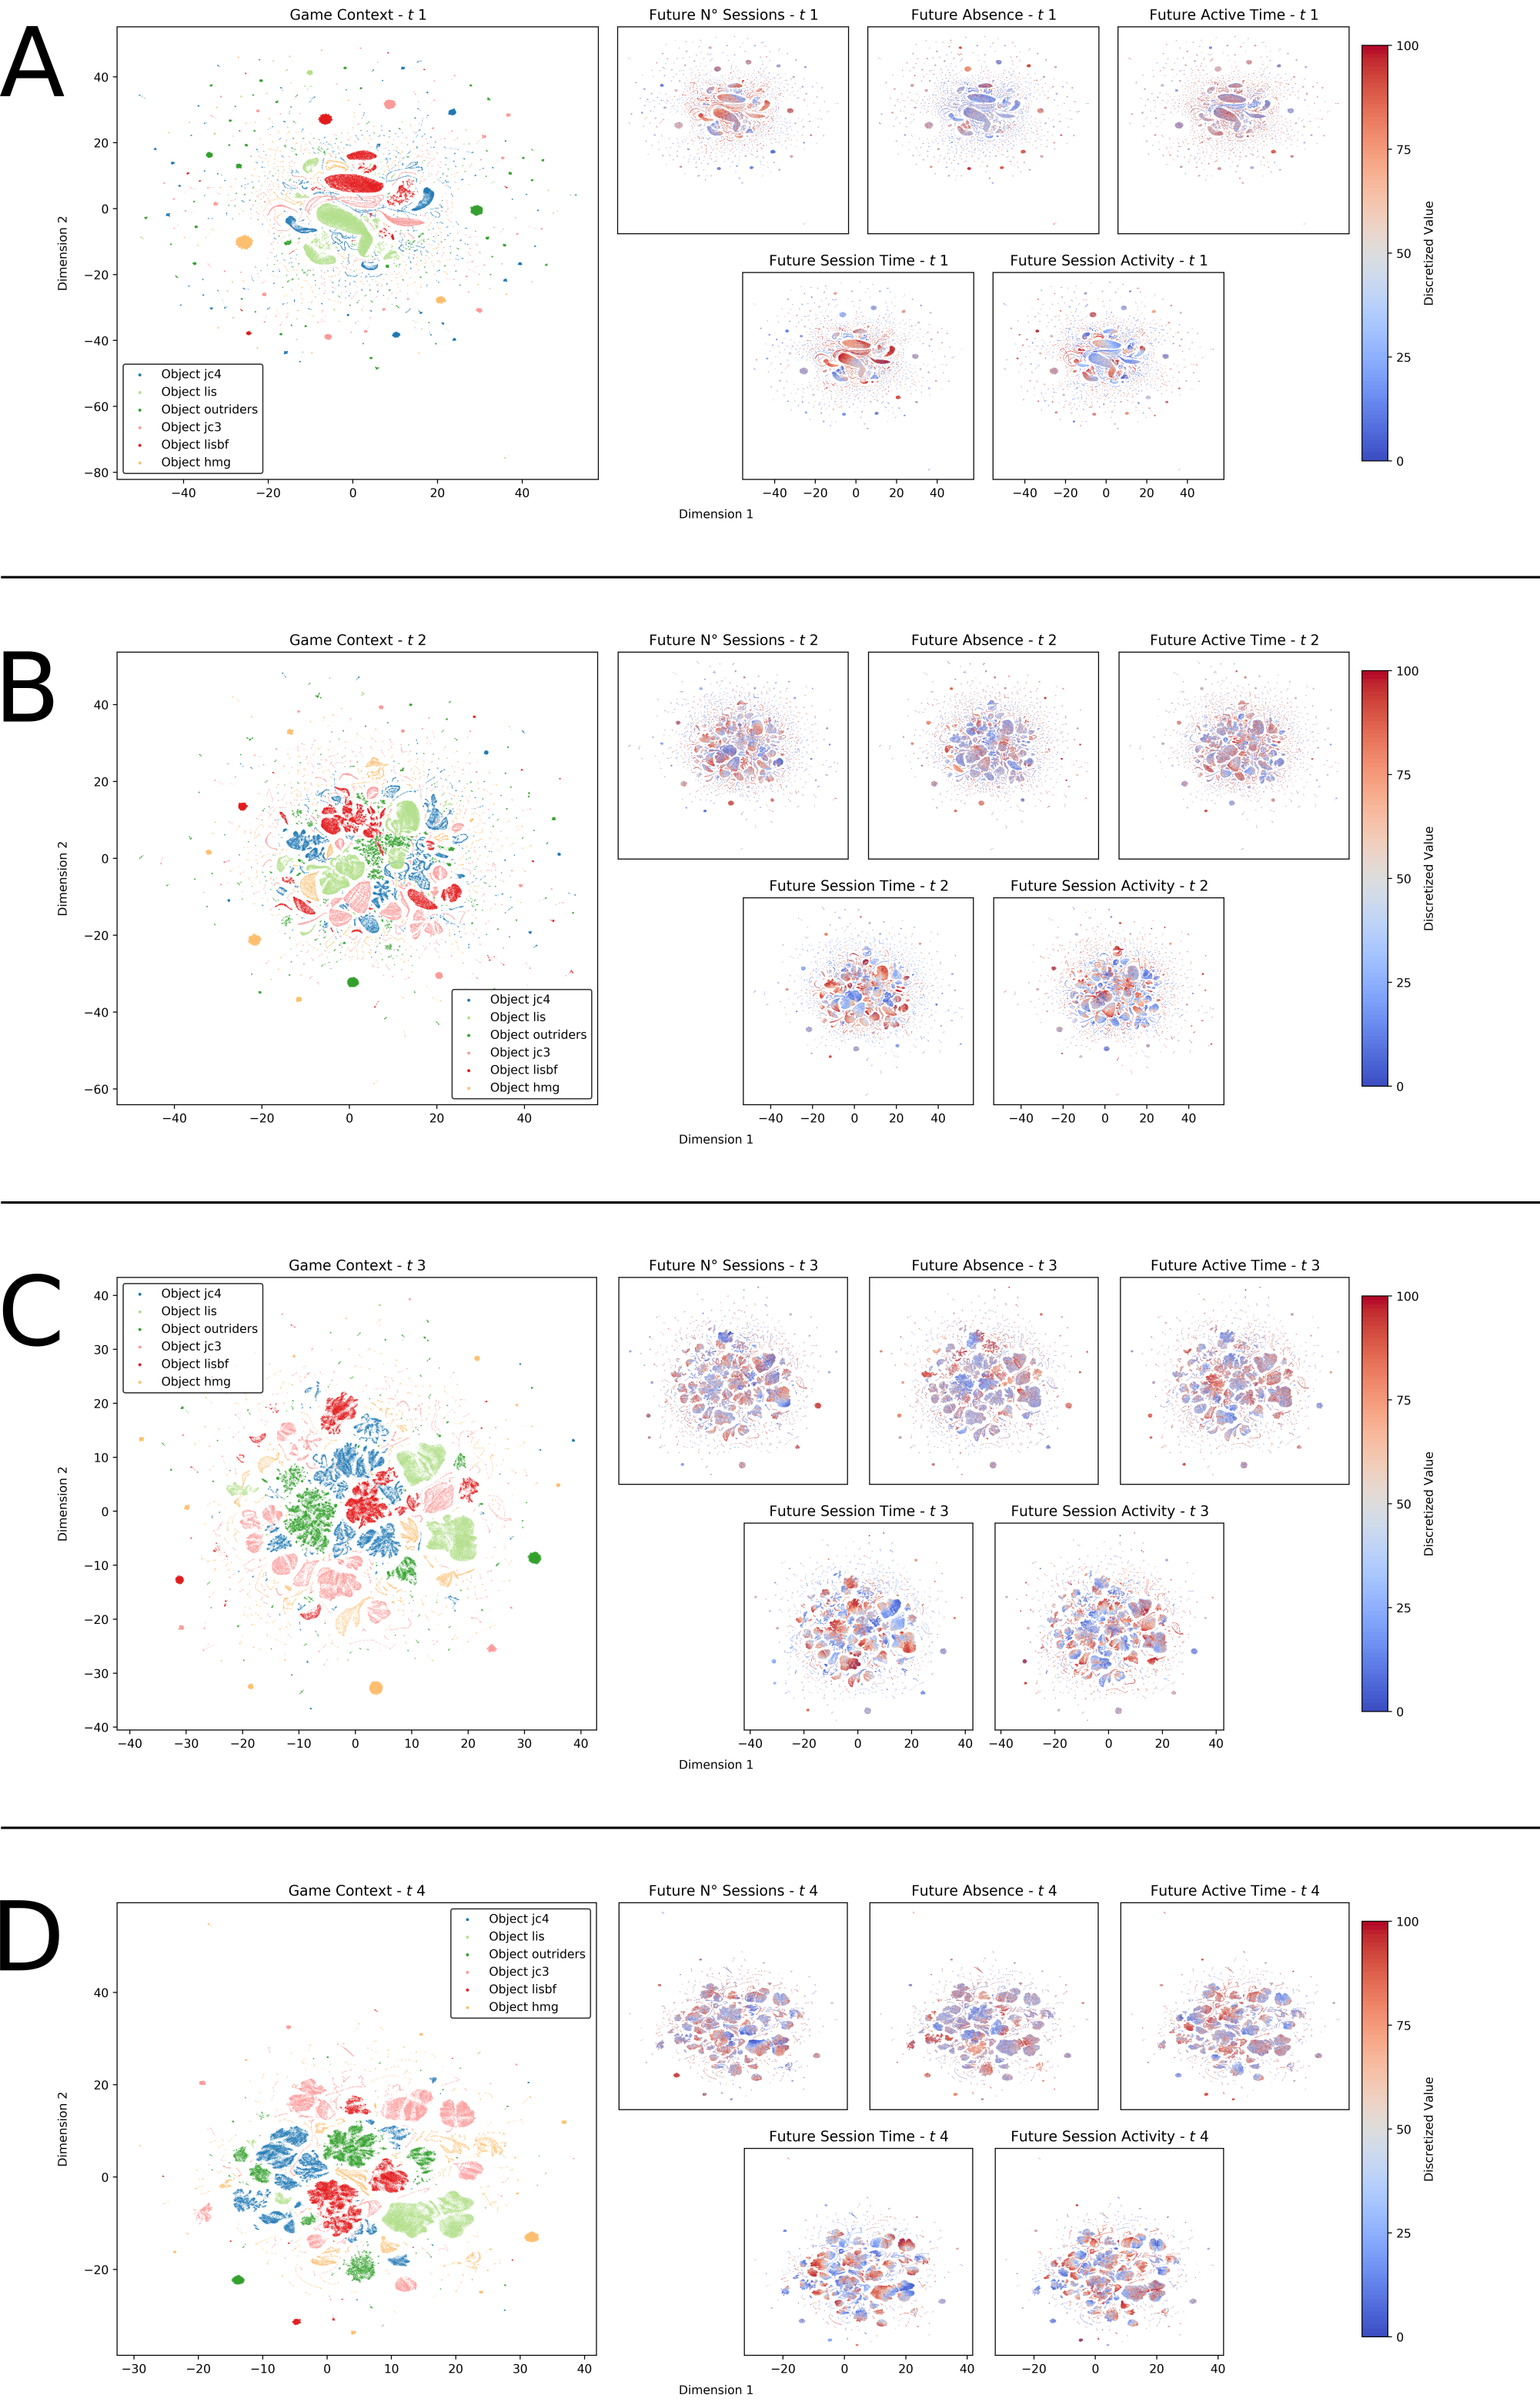 A
Game Context - t 1
Future N° Sessions - t 1
Future Absence - t 1
Future Active Time - t 1
Dimension 2
40
20
0
−20
−40
−60
−80
−40 −20 0 20 40
Object jc4
Object lis
Object outriders
Object jc3
Object lisbf
Object hmg
Future Session Time - t 1
Future Session Activity - t 1
−40 −20 0 20 40
−40 −20 0 20 40
Dimension 1
100
75
50
25
0
Discretized Value
B
Game Context - t 2
Future N° Sessions - t 2
Future Absence - t 2
Future Active Time - t 2
Dimension 2
40
20
0
−20
−40
−60
−40 −20 0 20 40
Object jc4
Object lis
Object outriders
Object jc3
Object lisbf
Object hmg
Future Session Time - t 2
Future Session Activity - t 2
−40 −20 0 20 40
−40 −20 0 20 40
Dimension 1
100
75
50
25
0
Discretized Value
C
Game Context - t 3
Future N° Sessions - t 3
Future Absence - t 3
Future Active Time - t 3
Dimension 2
40
30
20
10
0
−10
−20
−30
−40
−40 −30 −20 −10 0 10 20 30 40
Object jc4
Object lis
Object outriders
Object jc3
Object lisbf
Object hmg
Future Session Time - t 3
Future Session Activity - t 3
−40 −20 0 20 40
−40 −20 0 20 40
Dimension 1
100
75
50
25
0
Discretized Value
D
Game Context - t 4
Future N° Sessions - t 4
Future Absence - t 4
Future Active Time - t 4
Dimension 2
40
20
0
−20
−30 −20 −10 0 10 20 30 40
Object jc4
Object lis
Object outriders
Object jc3
Object lisbf
Object hmg
Future Session Time - t 4
Future Session Activity - t 4
−20 0 20 40
−20 0 20 40
Dimension 1
100
75
50
25
0
Discretized Value